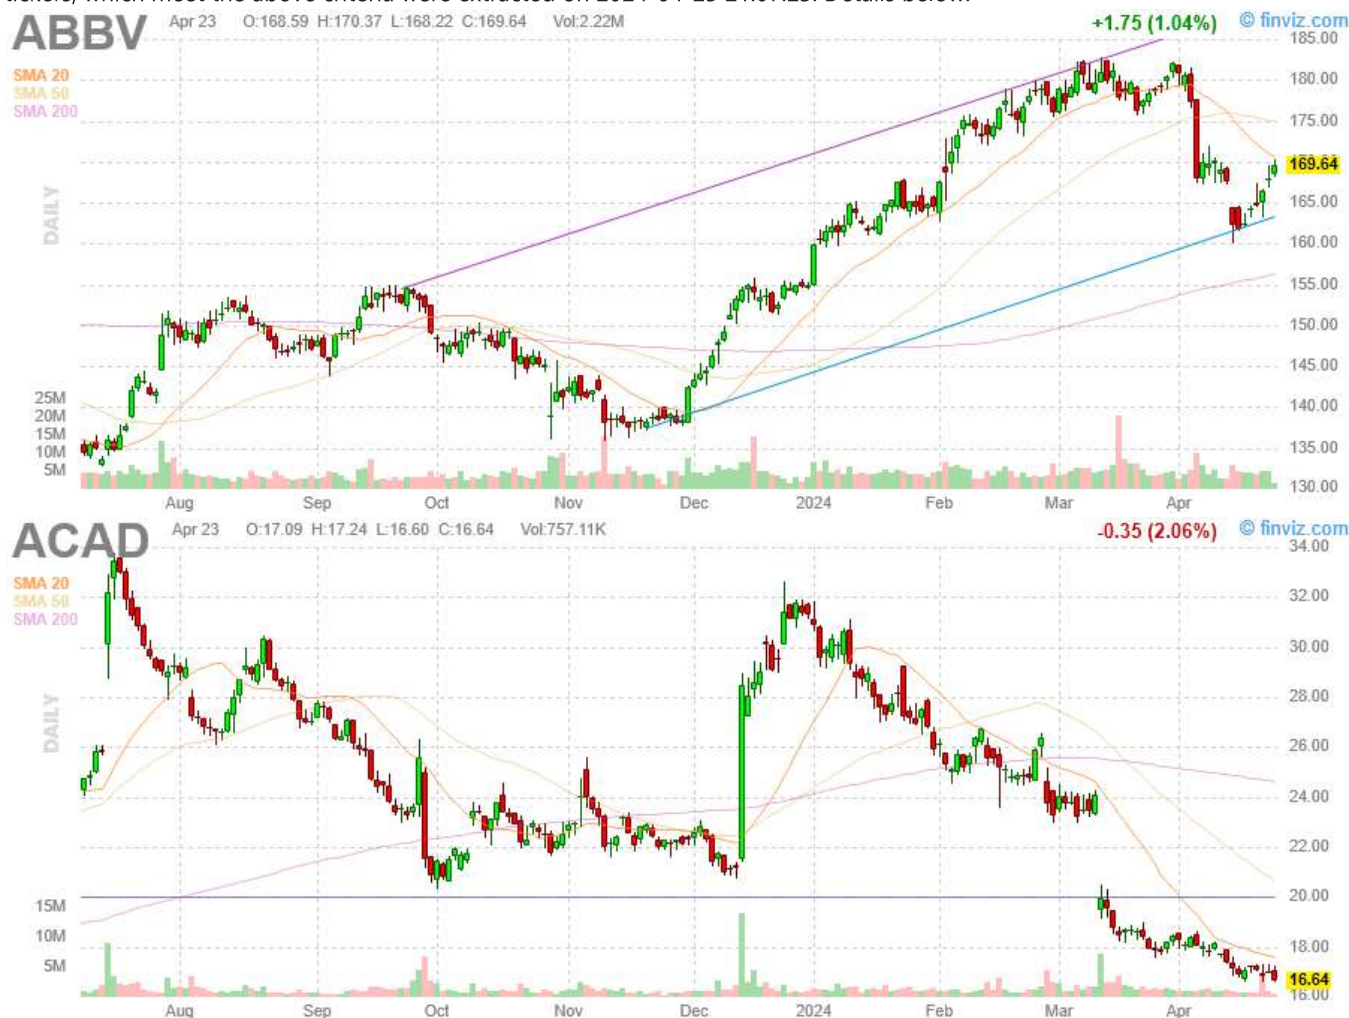 ABBV Apr 23 O:168.59 H:170.37 L:168.22 C:169.64 Vol:2.22M +1.75 (1.04%) © finviz.com
SMA 20
SMA 50
SMA 200
DAILY
185.00
180.00
175.00
169.64
165.00
160.00
155.00
150.00
145.00
140.00
135.00
130.00
25M
20M
15M
10M
5M
Aug Sep Oct Nov Dec 2024 Feb Mar Apr
ACAD Apr 23 O:17.09 H:17.24 L:16.60 C:16.64 Vol:757.11K -0.35 (2.06%) © finviz.com
SMA 20
SMA 50
SMA 200
DAILY
34.00
32.00
30.00
28.00
26.00
24.00
22.00
20.00
18.00
16.64
16.00
15M
10M
5M
Aug Sep Oct Nov Dec 2024 Feb Mar Apr